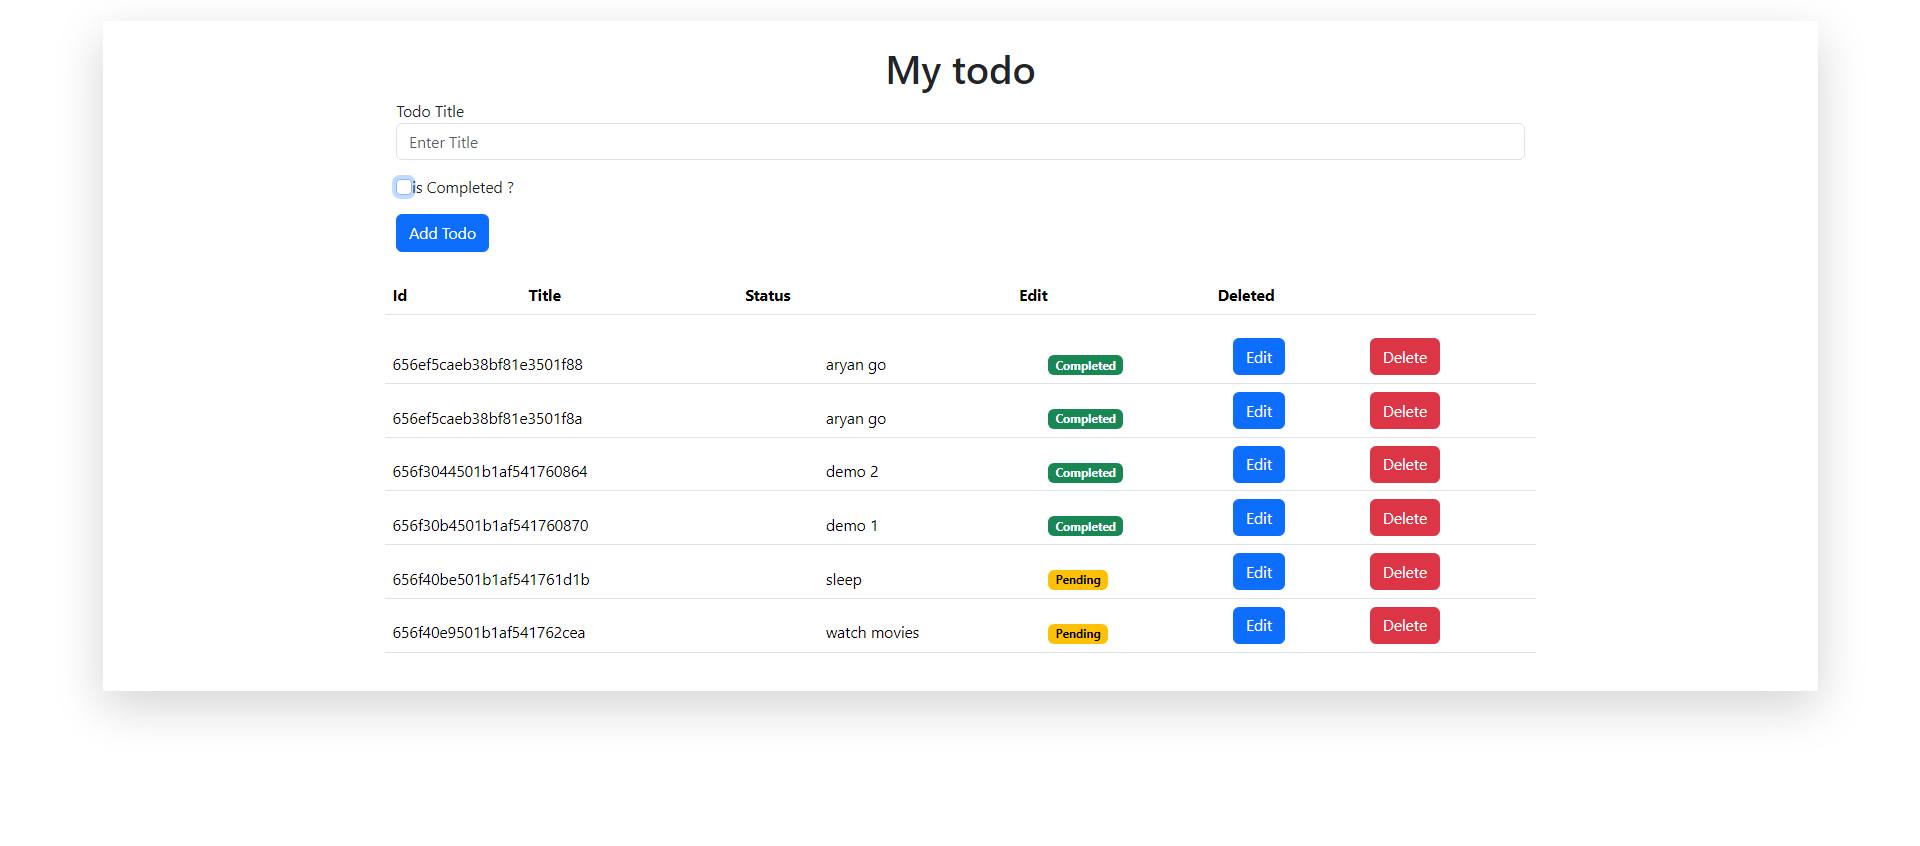 My todo
Todo Title
Enter Title
is Completed ?
Add Todo
Id Title Status Edit Deleted
656ef5caeb38bf81e3501f88 aryan go Completed Edit Delete
656ef5caeb38bf81e3501f8a aryan go Completed Edit Delete
656f3044501b1af541760864 demo 2 Completed Edit Delete
656f30b4501b1af541760870 demo 1 Completed Edit Delete
656f40be501b1af541761d1b sleep Pending Edit Delete
656f40e9501b1af541762cea watch movies Pending Edit Delete